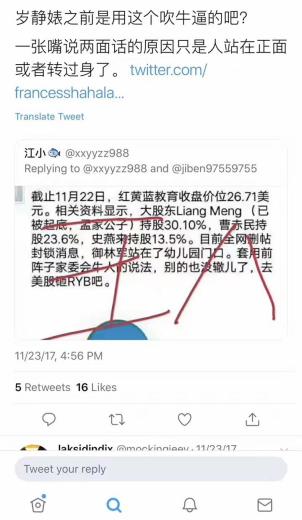 岁静婊之前是用这个吹牛逼的吧？
一张嘴说两面话的原因只是人站在正面
或者转过身了。 twitter.com/
francesshahala...
Translate Tweet
江小🐟 @xxyyzz988
Replying to @xxyyzz988 and @jiben97559755
截止11月22日，红黄蓝教育收盘价位26.71美
元。相关资料显示，大股东Liang Meng（已
被起底，孟家公子）持股30.10%，曹赤民持
股23.6%，史燕来持股13.5%。目前全网删帖
封锁消息，御林军站在了幼儿园门口。套用前
阵子家委会牛人的说法，别的也没辙儿了，去
美股砸RYB吧。
11/23/17, 4:56 PM
5 Retweets 16 Likes
laksidindix @mockingjeey · 11/23/17
Tweet your reply